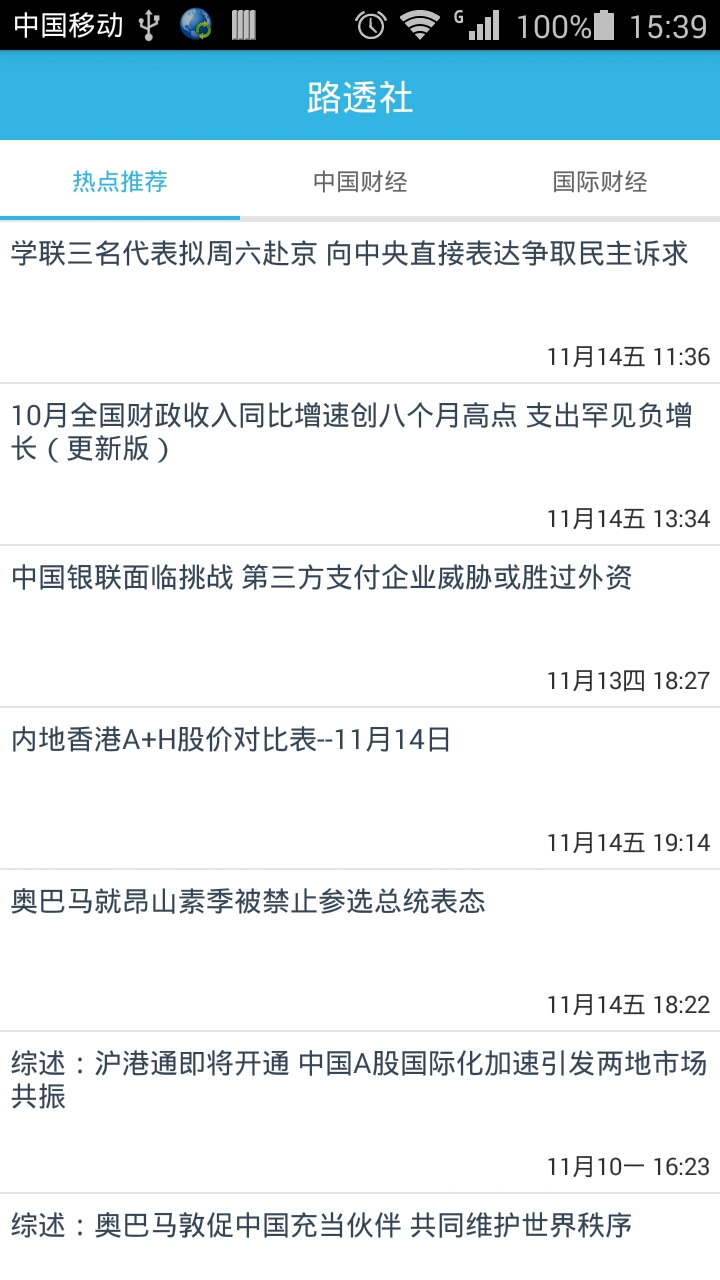 中国移动 G 100% 15:39
路透社
热点推荐 中国财经 国际财经
学联三名代表拟周六赴京 向中央直接表达争取民主诉求
11月14五 11:36
10月全国财政收入同比增速创八个月高点 支出罕见负增
长（更新版）
11月14五 13:34
中国银联面临挑战 第三方支付企业威胁或胜过外资
11月13四 18:27
内地香港A+H股价对比表--11月14日
11月14五 19:14
奥巴马就昂山素季被禁止参选总统表态
11月14五 18:22
综述：沪港通即将开通 中国A股国际化加速引发两地市场
共振
11月10一 16:23
综述：奥巴马敦促中国充当伙伴 共同维护世界秩序